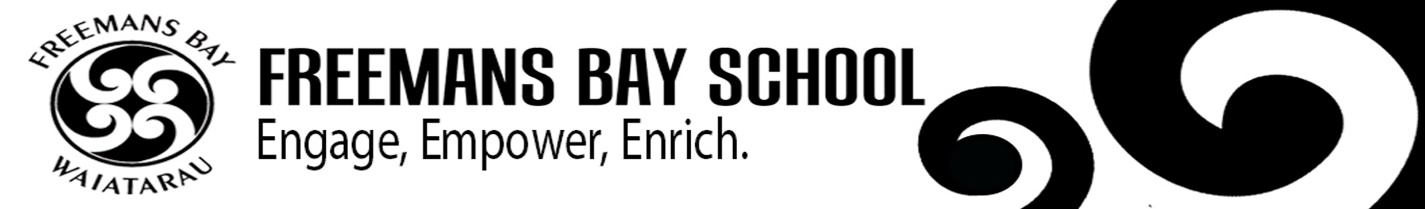 FREEMANS BAY
WAIATARAU
FREEMANS BAY SCHOOL
Engage, Empower, Enrich.